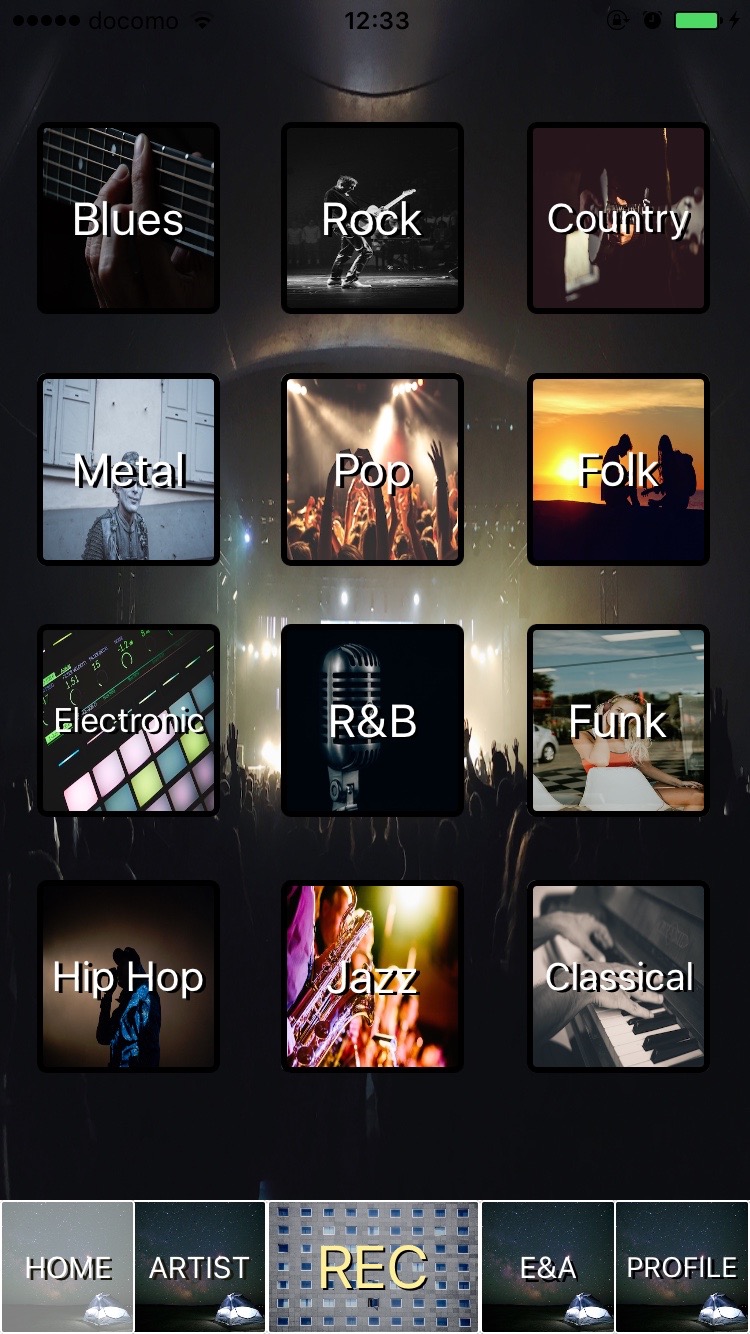 docomo 12:33
Blues Rock Country
Metal Pop Folk
Electronic R&B Funk
Hip Hop Jazz Classical
HOME ARTIST REC E&A PROFILE